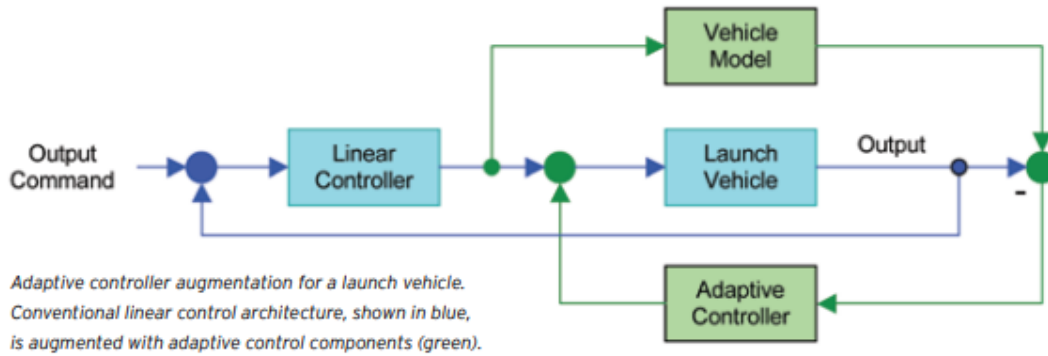 Vehicle
Model
Output
Command
Linear
Controller
Launch
Vehicle
Output
-
Adaptive
Controller
Adaptive controller augmentation for a launch vehicle.
Conventional linear control architecture, shown in blue,
is augmented with adaptive control components (green).